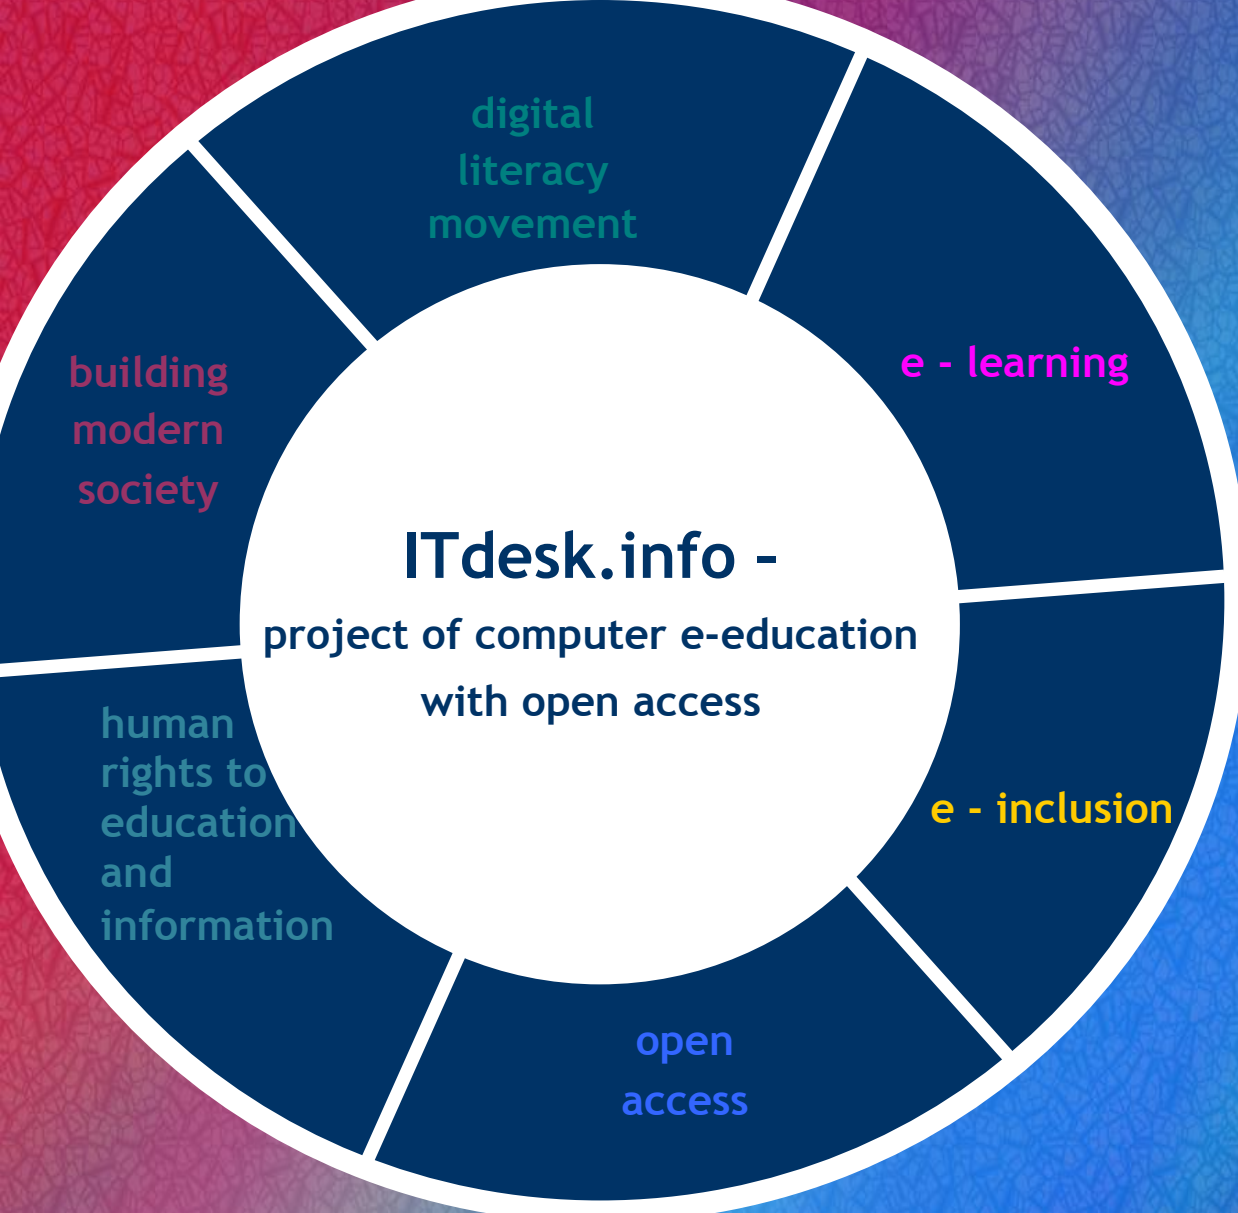 digital
literacy
movement
e - learning
building
modern
society
ITdesk.info –
project of computer e-education
with open access
human
rights to
education
and
information
e - inclusion
open
access